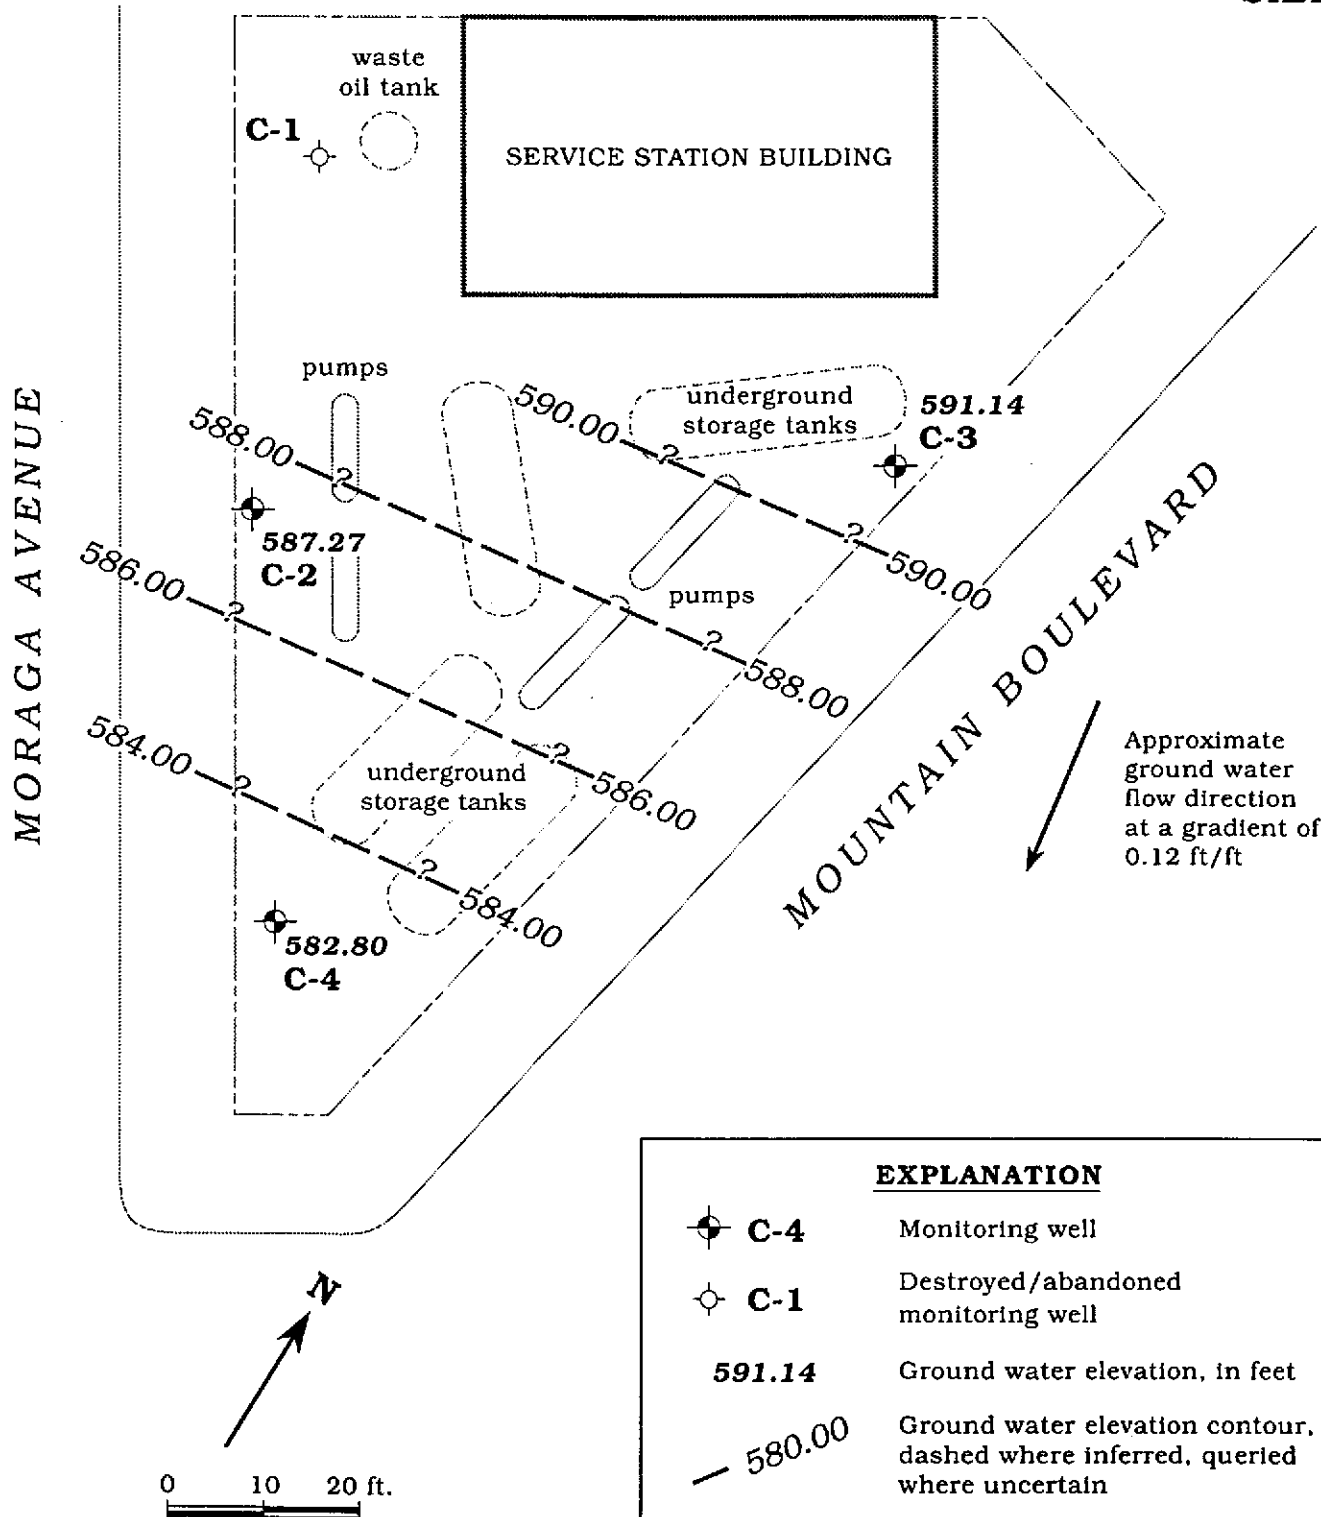 waste
oil tank
C-1
SERVICE STATION BUILDING
MORAGA AVENUE
pumps
588.00
?
590.00
?
underground
storage tanks
591.14
C-3
587.27
C-2
586.00
?
?
590.00
pumps
?
588.00
MOUNTAIN BOULEVARD
584.00
?
underground
storage tanks
?
586.00
?
584.00
582.80
C-4
Approximate
ground water
flow direction
at a gradient of
0.12 ft/ft
N
0 10 20 ft.
EXPLANATION
C-4 Monitoring well
C-1 Destroyed/abandoned
monitoring well
591.14 Ground water elevation, in feet
580.00 Ground water elevation contour,
dashed where inferred, queried
where uncertain